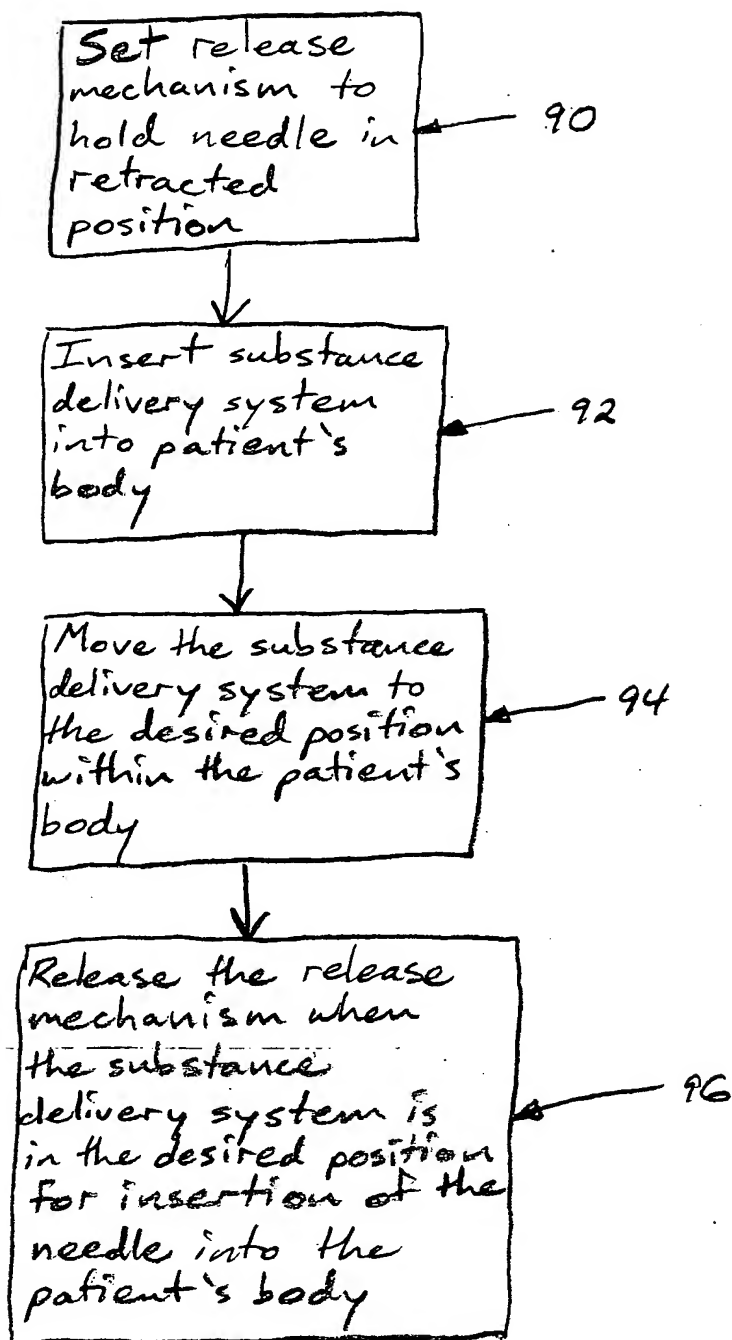 Set release
mechanism to
hold needle in
retracted
position
90
Insert substance
delivery system
into patient's
body
92
Move the substance
delivery system to
the desired position
within the patient's
body
94
Release the release
mechanism when
the substance
delivery system is
in the desired position
for insertion of the
needle into the
patient's body
96